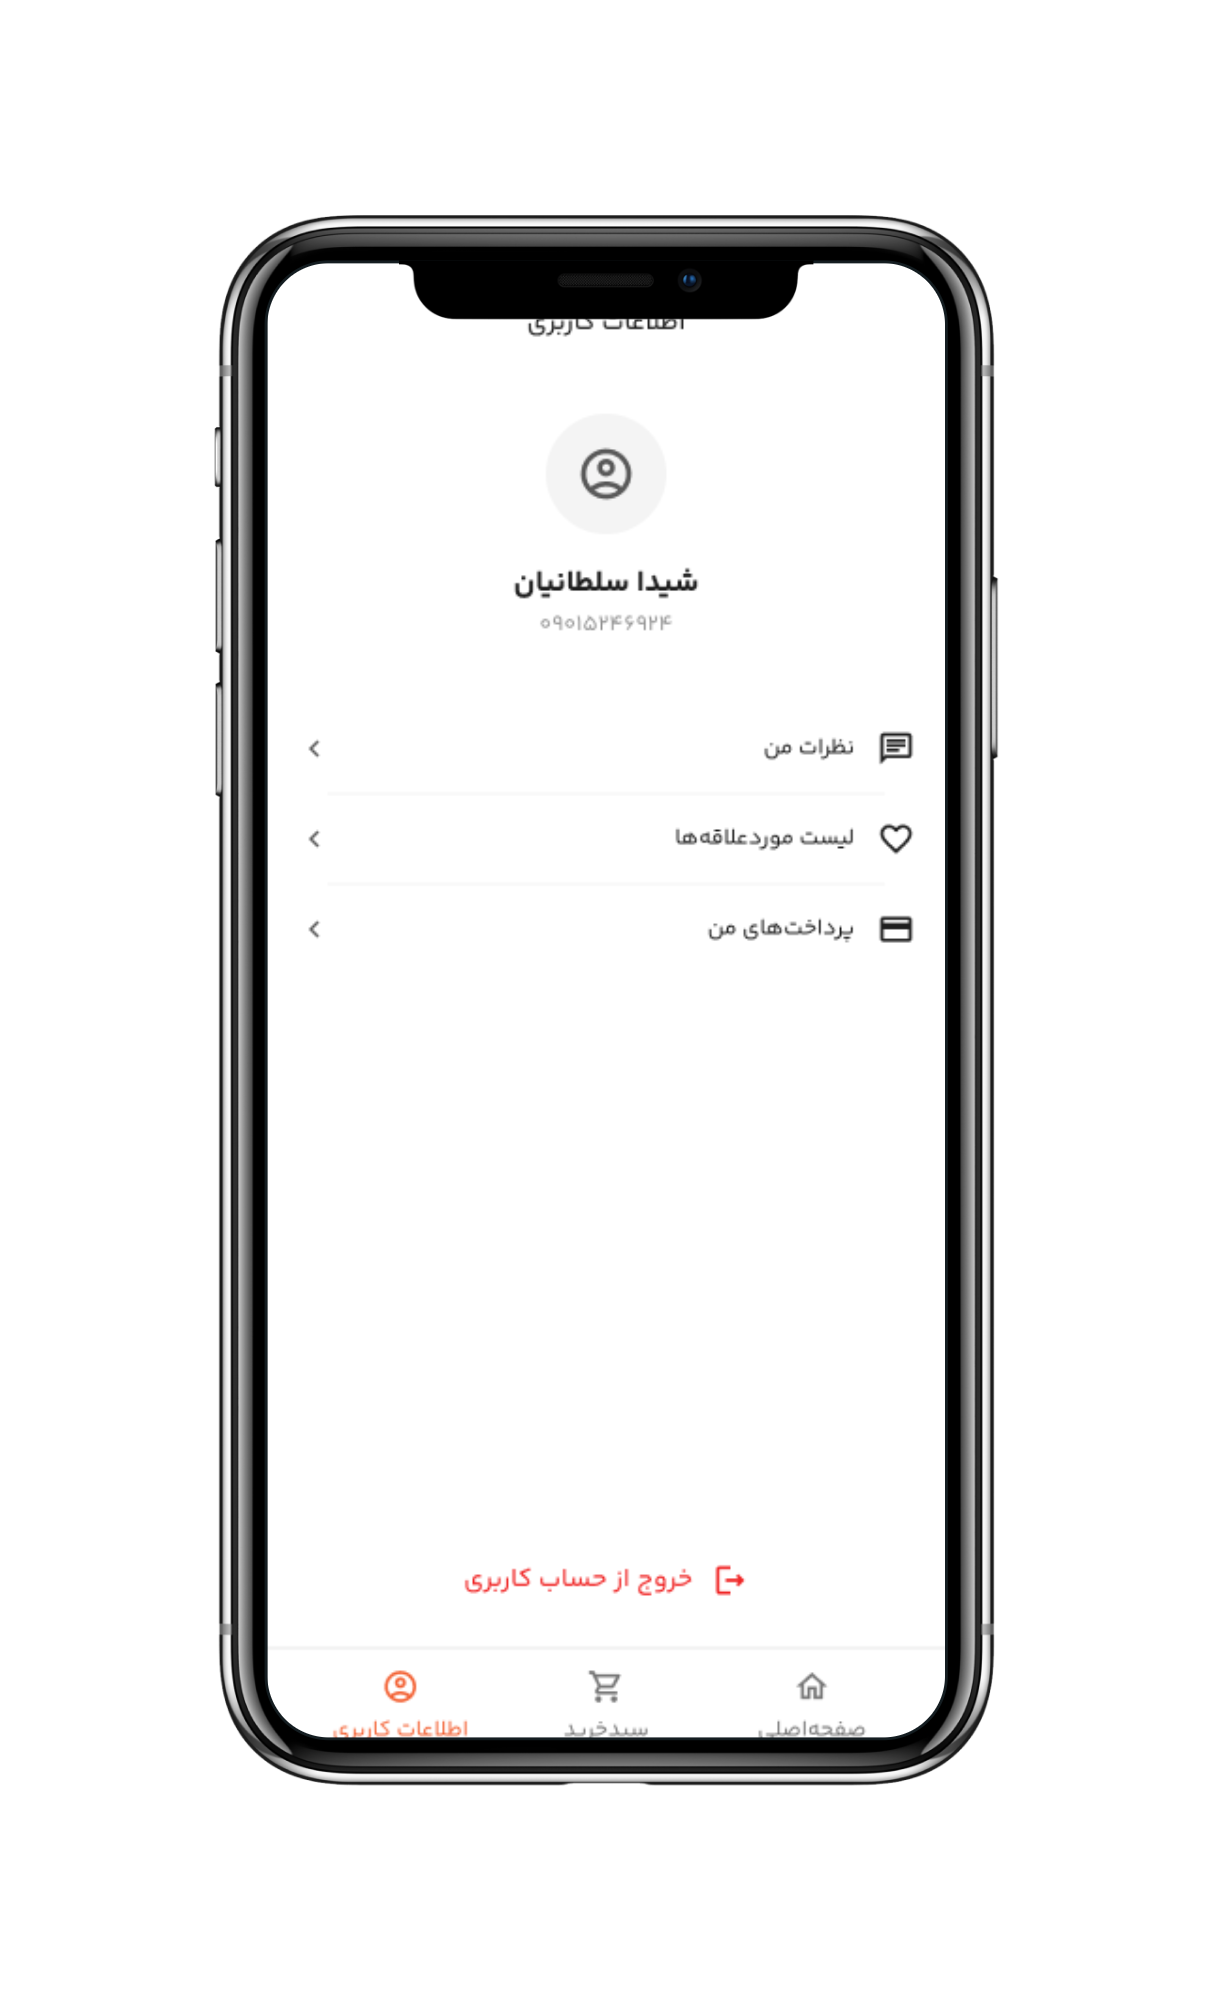 اطلاعات کاربری
شیدا سلطانیان
۰۹۰۱۵۲۴۶۹۲۴
نظرات من
لیست موردعلاقه‌ها
پرداخت‌های من
خروج از حساب کاربری
صفحه‌اصلی
سبدخرید
اطلاعات کاربری